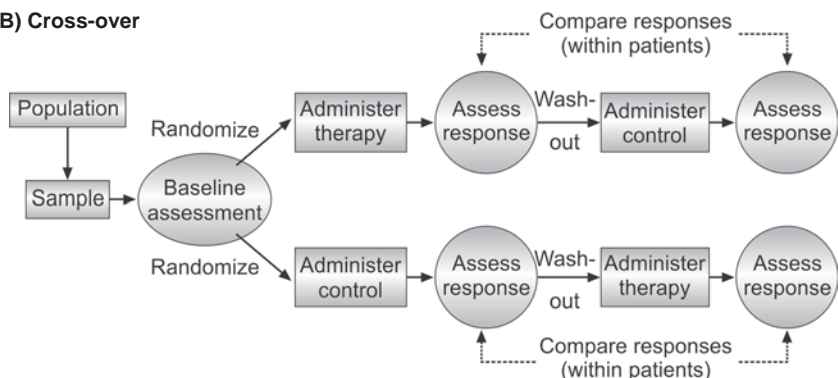 B) Cross-over
Compare responses
(within patients)
Population
Randomize
Administer
therapy
Assess
response
Wash-
out
Administer
control
Assess
response
Sample
Baseline
assessment
Randomize
Administer
control
Assess
response
Wash-
out
Administer
therapy
Assess
response
Compare responses
(within patients)